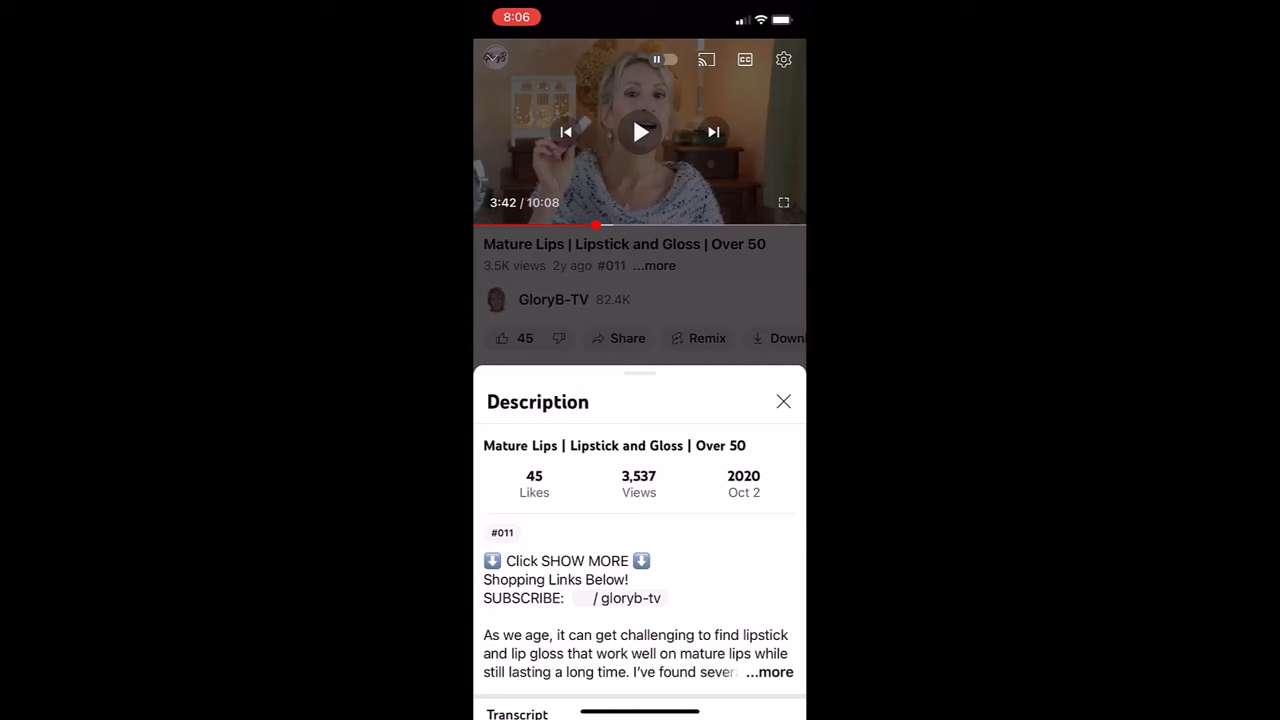 8:06
CC
3:42 / 10:08
Mature Lips | Lipstick and Gloss | Over 50
3.5K views 2y ago #011 ...more
GloryB-TV 82.4K
45 Share Remix Downl
Description
Mature Lips | Lipstick and Gloss | Over 50
45 3,537 2020
Likes Views Oct 2
#011
⬇️ Click SHOW MORE ⬇️
Shopping Links Below!
SUBSCRIBE: / gloryb-tv
As we age, it can get challenging to find lipstick
and lip gloss that work well on mature lips while
still lasting a long time. I've found sever ...more
Transcript